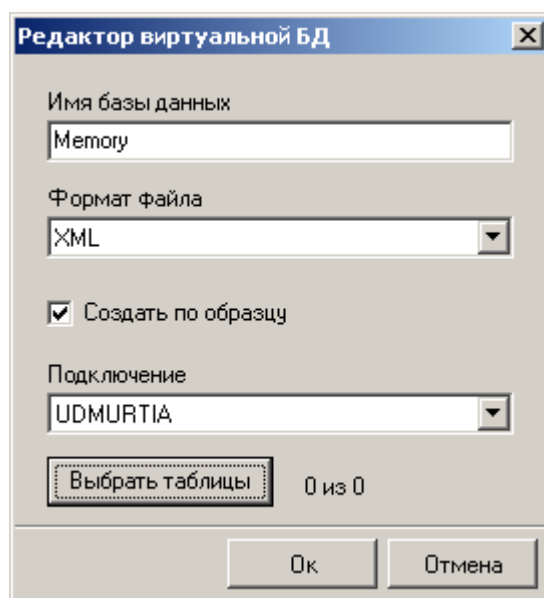 Редактор виртуальной БД
Имя базы данных
Memory
Формат файла
XML
Создать по образцу
Подключение
UDMURTIA
Выбрать таблицы 0 из 0
Ок Отмена